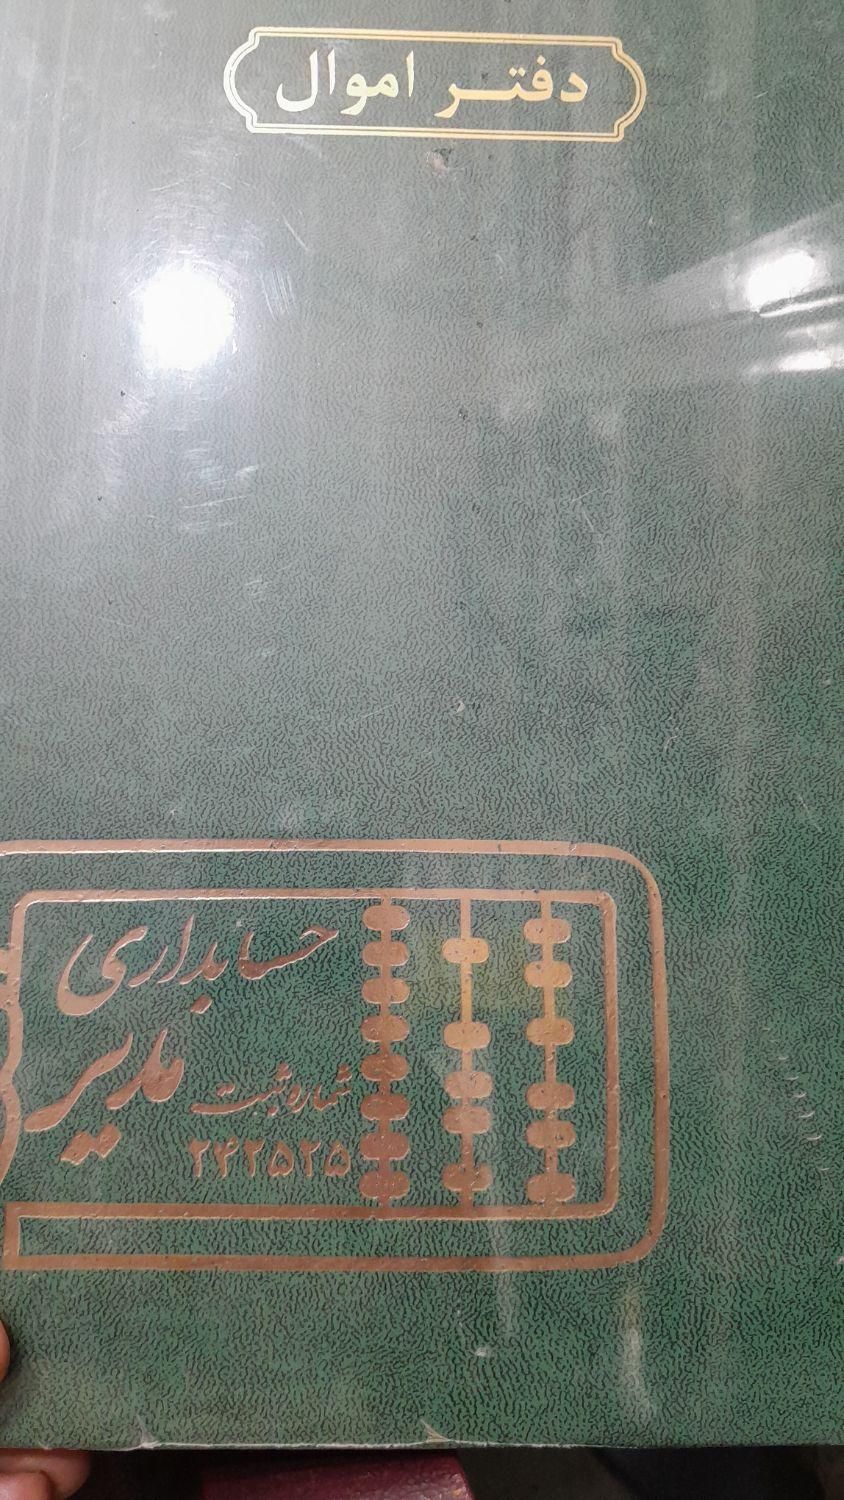 دفتر اموال
حسابداری
مدیر
شماره ثبت
۲۴۲۵۲۵